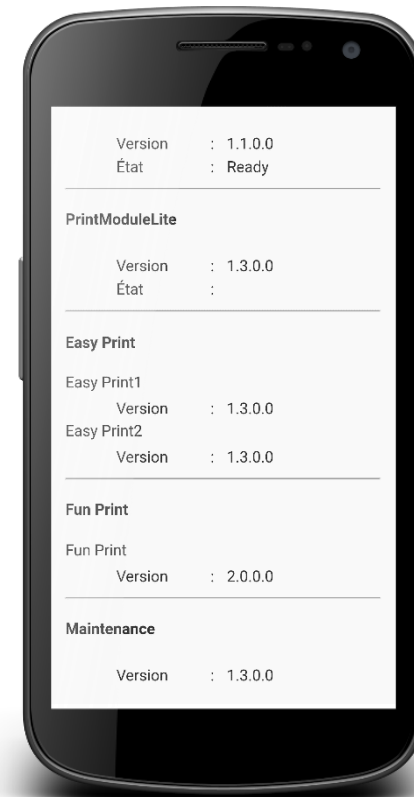 Version : 1.1.0.0
État : Ready
PrintModuleLite
Version : 1.3.0.0
État :
Easy Print
Easy Print1
Version : 1.3.0.0
Easy Print2
Version : 1.3.0.0
Fun Print
Fun Print
Version : 2.0.0.0
Maintenance
Version : 1.3.0.0